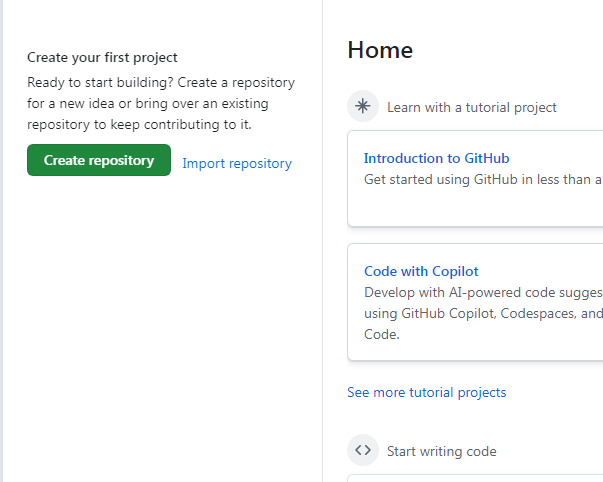 Create your first project
Ready to start building? Create a repository
for a new idea or bring over an existing
repository to keep contributing to it.
Create repository
Import repository
Home
Learn with a tutorial project
Introduction to GitHub
Get started using GitHub in less than a
Code with Copilot
Develop with AI-powered code sugges
using GitHub Copilot, Codespaces, and
Code.
See more tutorial projects
Start writing code